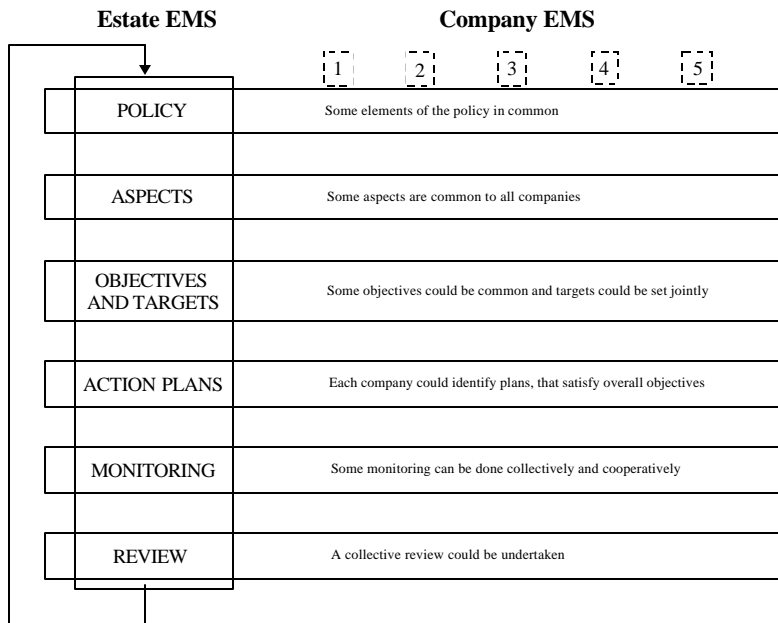 Estate EMS Company EMS
1 2 3 4 5
POLICY Some elements of the policy in common
ASPECTS Some aspects are common to all companies
OBJECTIVES
AND TARGETS Some objectives could be common and targets could be set jointly
ACTION PLANS Each company could identify plans, that satisfy overall objectives
MONITORING Some monitoring can be done collectively and cooperatively
REVIEW A collective review could be undertaken